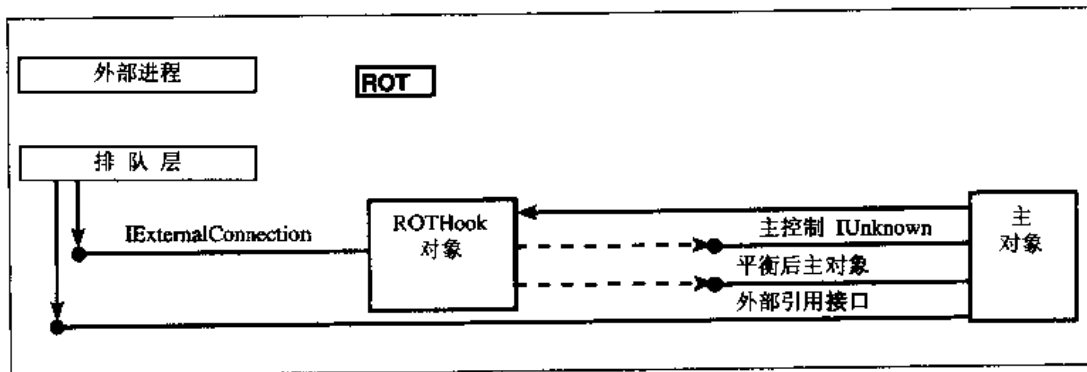 外部进程
ROT
排队层
IExternalConnection
ROTHook
对象
主控制 IUnknown
平衡后主对象
外部引用接口
主
对象